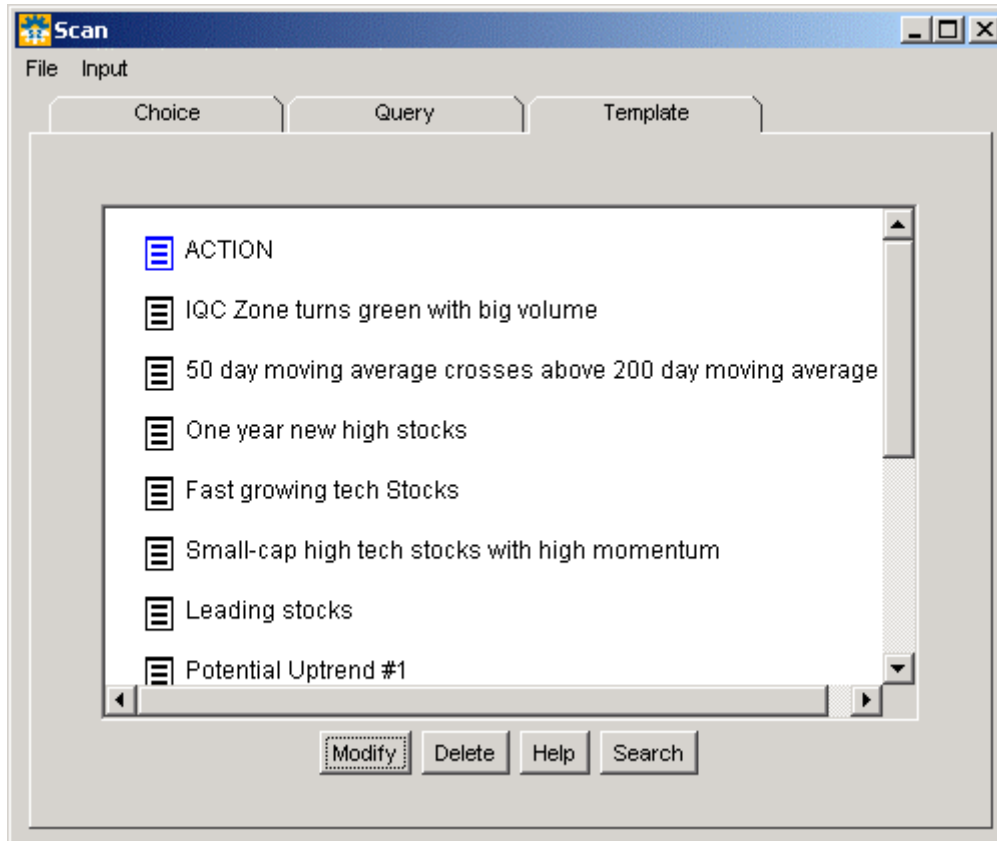 Scan
File Input
Choice Query Template
ACTION
IQC Zone turns green with big volume
50 day moving average crosses above 200 day moving average
One year new high stocks
Fast growing tech Stocks
Small-cap high tech stocks with high momentum
Leading stocks
Potential Uptrend #1
Modify Delete Help Search